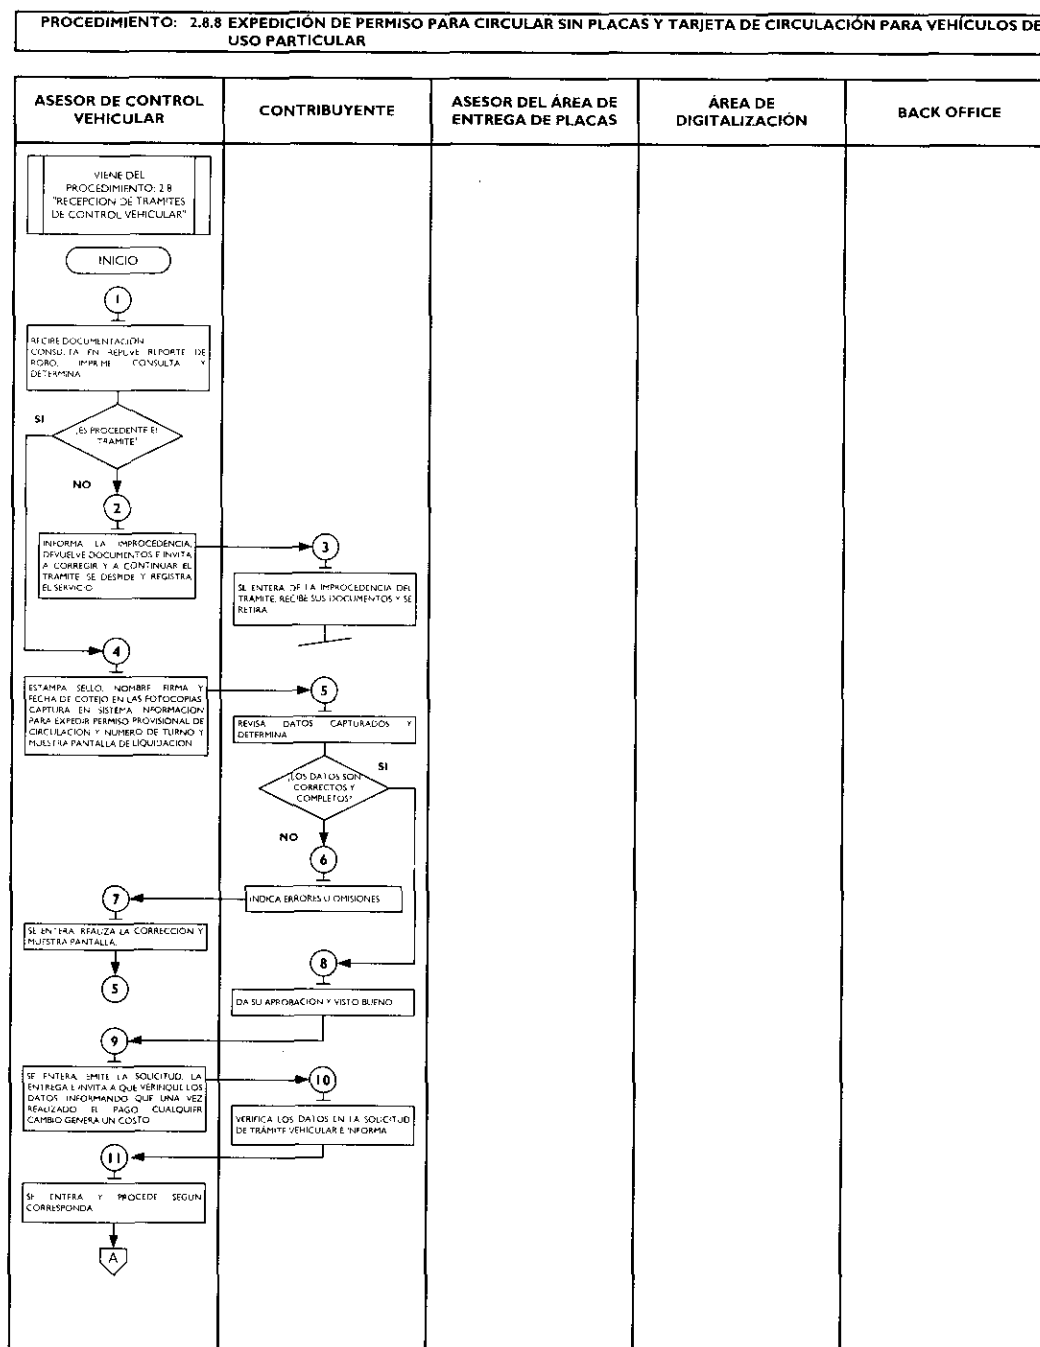 PROCEDIMIENTO: 2.8.8 EXPEDICIÓN DE PERMISO PARA CIRCULAR SIN PLACAS Y TARJETA DE CIRCULACIÓN PARA VEHÍCULOS DE
USO PARTICULAR
ASESOR DE CONTROL
VEHICULAR
CONTRIBUYENTE
ASESOR DEL ÁREA DE
ENTREGA DE PLACAS
ÁREA DE
DIGITALIZACIÓN
BACK OFFICE
VIENE DEL
PROCEDIMIENTO: 2.8
"RECEPCION DE TRAMITES
DE CONTROL VEHICULAR"
INICIO
1
RECIBE DOCUMENTACIÓN
CONSULTA EN REPUVE REPORTE DE
ROBO, IMPRIME CONSULTA Y
DETERMINA
¿ES PROCEDENTE EL
TRAMITE?
SI
NO
2
INFORMA LA IMPROCEDENCIA,
DEVUELVE DOCUMENTOS E INVITA
A CORREGIR Y A CONTINUAR EL
TRAMITE. SE DESPIDE Y REGISTRA
EL SERVICIO
3
SE ENTERA DE LA IMPROCEDENCIA DEL
TRAMITE, RECIBE SUS DOCUMENTOS Y SE
RETIRA
4
ESTAMPA SELLO, NOMBRE FIRMA Y
FECHA DE COTEJO EN LAS FOTOCOPIAS
CAPTURA EN SISTEMA INFORMACION
PARA EXPEDIR PERMISO PROVISIONAL DE
CIRCULACION Y NUMERO DE TURNO Y
MUESTRA PANTALLA DE LIQUIDACION
5
REVISA DATOS CAPTURADOS Y
DETERMINA
¿LOS DATOS SON
CORRECTOS Y
COMPLETOS?
SI
NO
6
INDICA ERRORES U OMISIONES
7
SE ENTERA, REALIZA LA CORRECCIÓN Y
MUESTRA PANTALLA.
5
8
DA SU APROBACION Y VISTO BUENO
9
SE ENTERA, EMITE LA SOLICITUD, LA
ENTREGA E INVITA A QUE VERIFIQUE LOS
DATOS INFORMANDO QUE UNA VEZ
REALIZADO EL PAGO CUALQUIER
CAMBIO GENERA UN COSTO
10
VERIFICA LOS DATOS EN LA SOLICITUD
DE TRÁMITE VEHICULAR E INFORMA
11
SE ENTERA Y PROCEDE SEGUN
CORRESPONDA
A